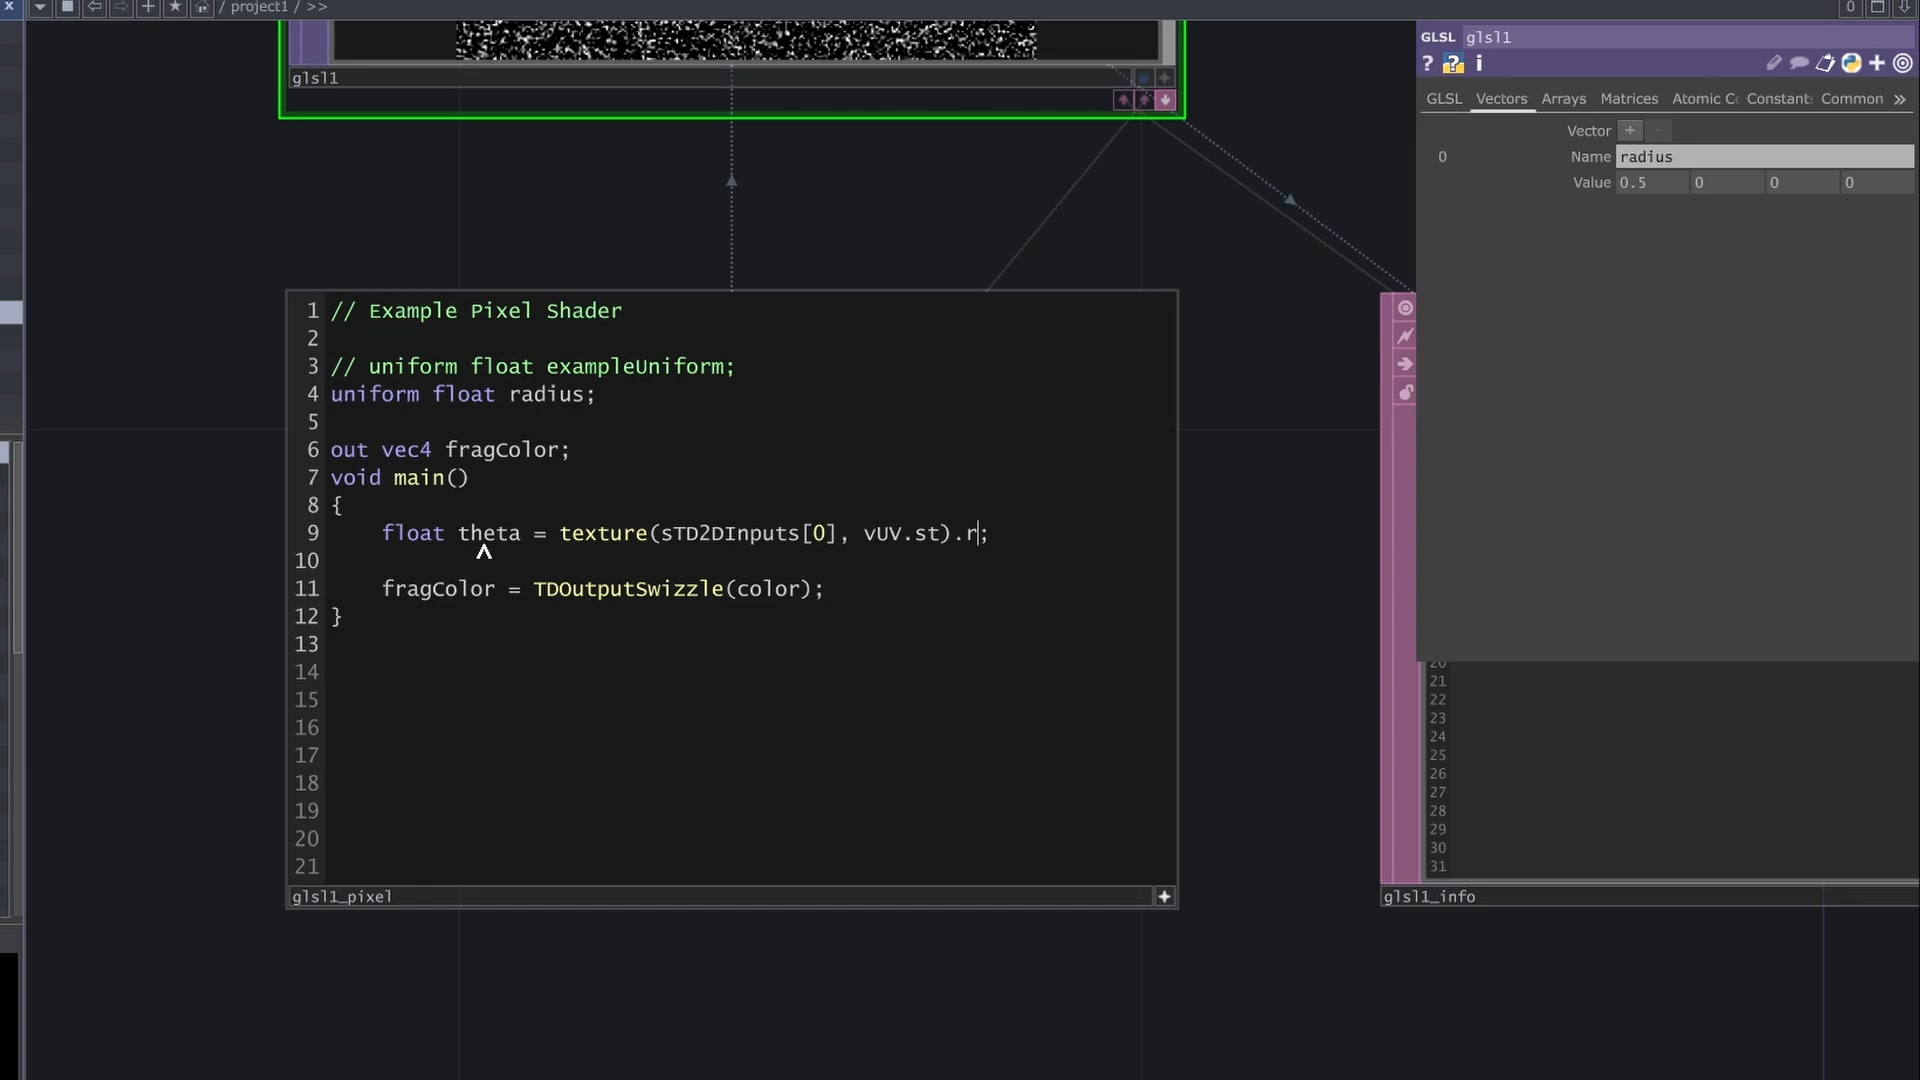 / project1 / >>
0
glsl1
GLSL glsl1
? ? i
GLSL Vectors Arrays Matrices Atomic Cc Constant: Common >>
Vector + -
0 Name radius
Value 0.5 0 0 0
1 // Example Pixel Shader
2
3 // uniform float exampleUniform;
4 uniform float radius;
5
6 out vec4 fragColor;
7 void main()
8 {
9 float theta = texture(sTD2DInputs[0], vUV.st).r;
10
11 fragColor = TDOutputSwizzle(color);
12 }
13
14
15
16
17
18
19
20
21
glsl1_pixel
20
21
22
23
24
25
26
27
28
29
30
31
glsl1_info